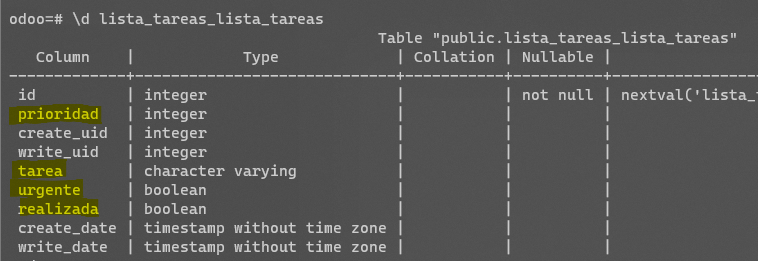 odoo=# \d lista_tareas_lista_tareas
Table "public.lista_tareas_lista_tareas"
Column | Type | Collation | Nullable |
-------------+-----------------------------+-----------+----------+-----------------
id | integer | | not null | nextval('lista_
prioridad | integer | | |
create_uid | integer | | |
write_uid | integer | | |
tarea | character varying | | |
urgente | boolean | | |
realizada | boolean | | |
create_date | timestamp without time zone | | |
write_date | timestamp without time zone | | |